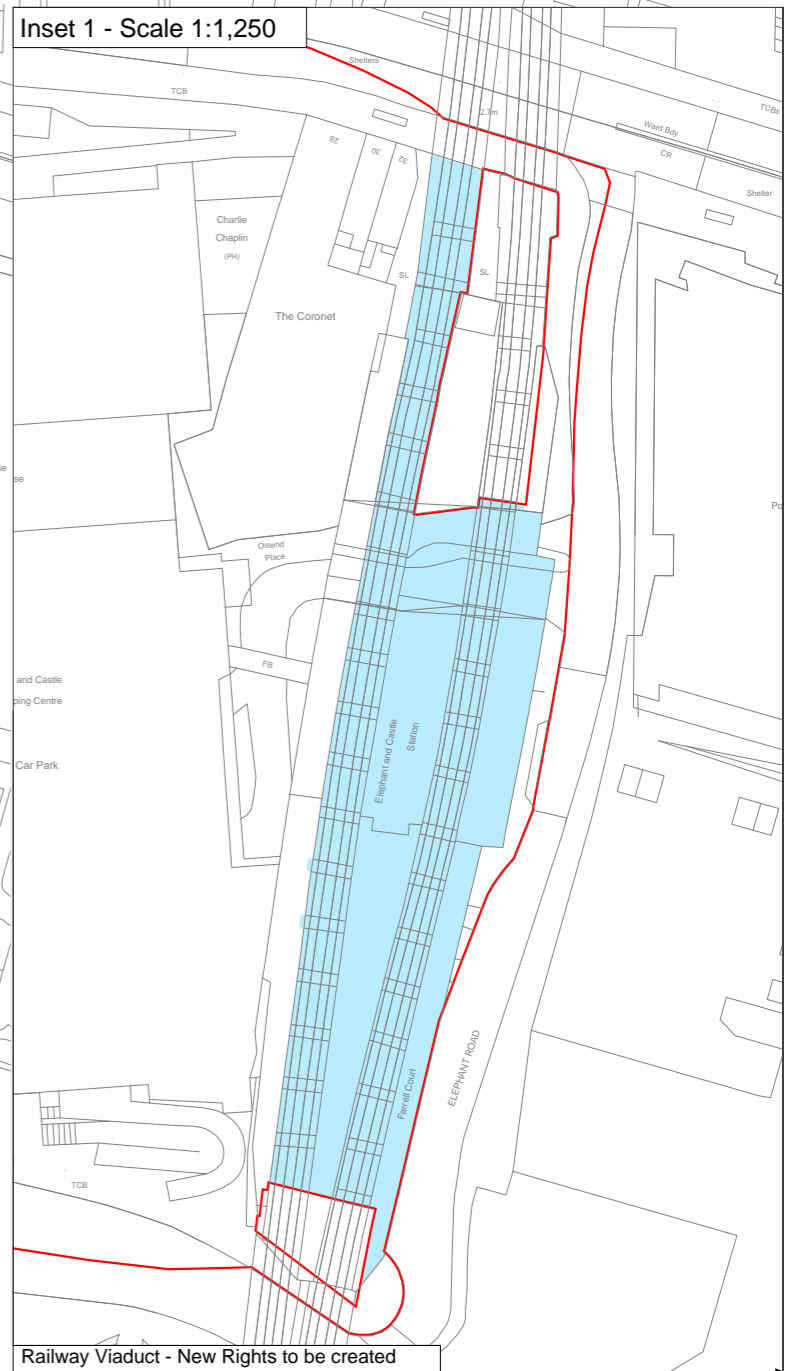 Inset 1 - Scale 1:1,250
Shelters
TCB
2.7m
TCBs
Ward Bdy
CR
Shelter
28
30
32
Charlie
Chaplin
(PH)
SL
SL
The Coronet
se
Po
Ostend
Place
FB
and Castle
ping Centre
Elephant and Castle
Station
Car Park
ELEPHANT ROAD
Farrell Court
TCB
Railway Viaduct - New Rights to be created